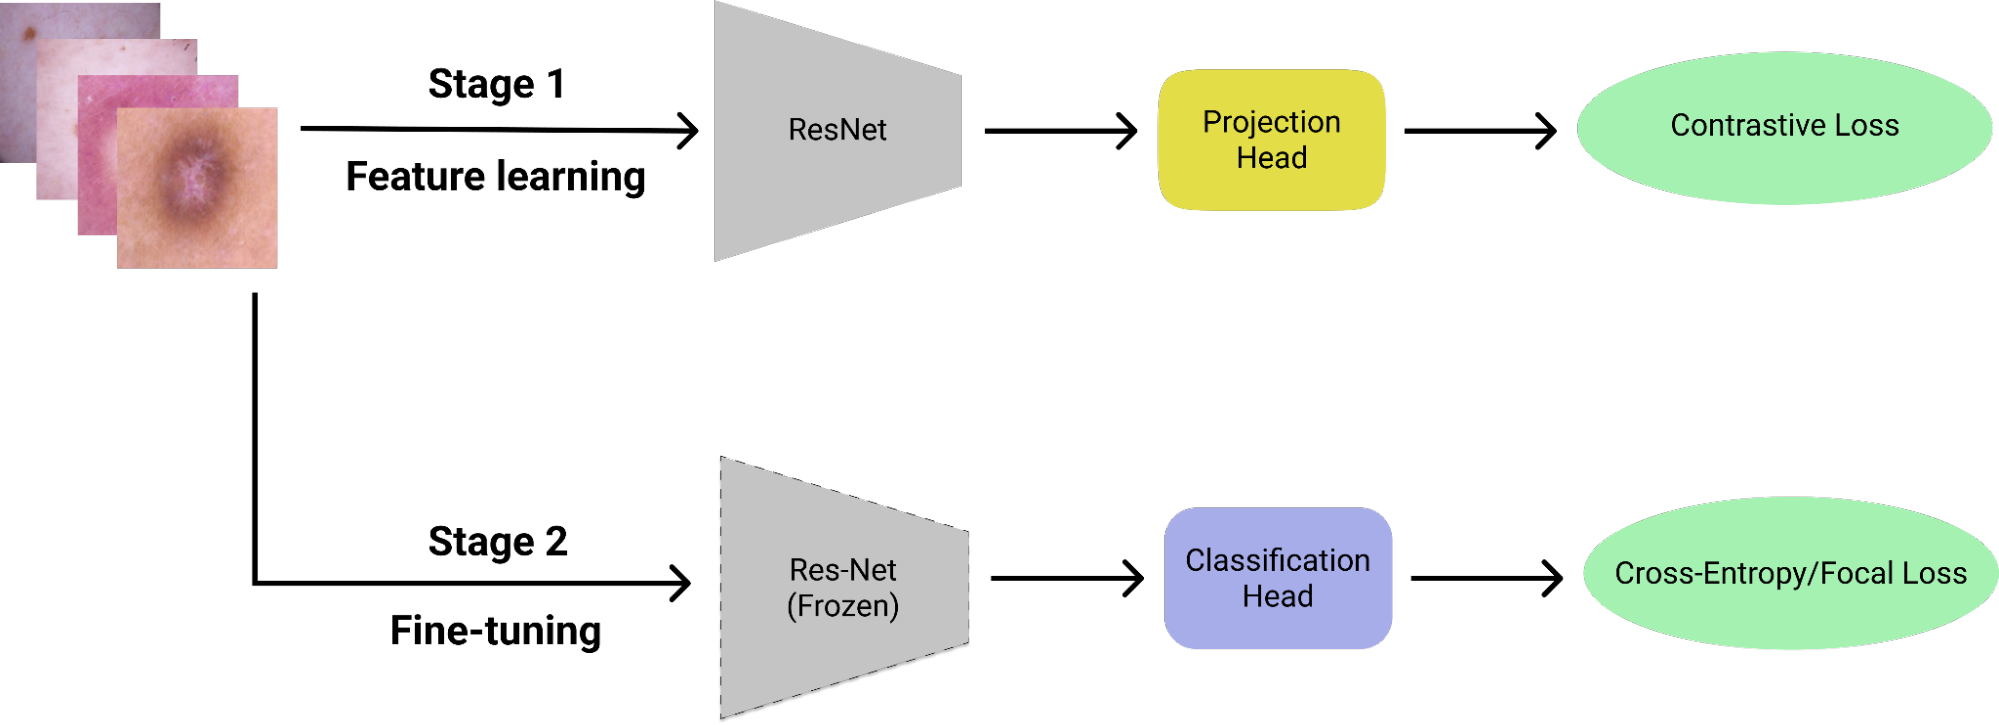 Stage 1
Feature learning
ResNet
Projection
Head
Contrastive Loss
Stage 2
Fine-tuning
Res-Net
(Frozen)
Classification
Head
Cross-Entropy/Focal Loss